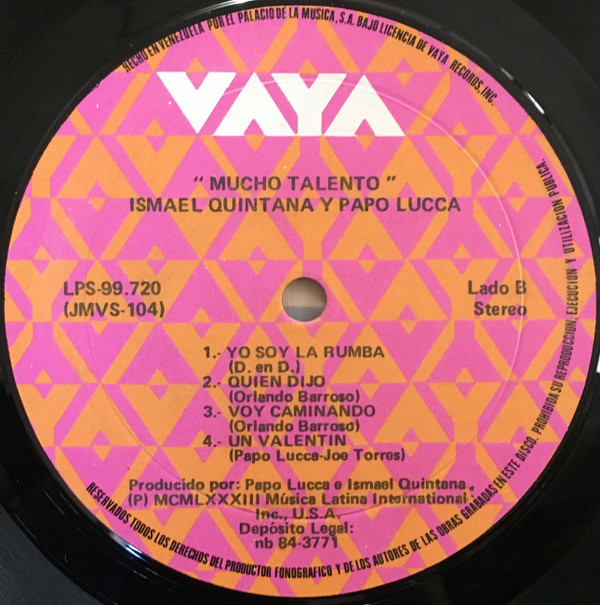 HECHO EN VENEZUELA POR EL PALACIO DE LA MUSICA, S.A. BAJO LICENCIA DE VAYA RECORDS, INC.
VAYA
" MUCHO TALENTO "
ISMAEL QUINTANA Y PAPO LUCCA
LPS-99.720
(JMVS-104)
Lado B
Stereo
1.- YO SOY LA RUMBA
(D. en D.)
2.- QUIEN DIJO
(Orlando Barroso)
3.- VOY CAMINANDO
(Orlando Barroso)
4.- UN VALENTIN
(Papo Lucca-Joe Torres)
Producido por: Papo Lucca e Ismael Quintana
(P) MCMLXXXIII Música Latina International
Inc., U.S.A.
Depósito Legal:
nb 84-3771
RESERVADOS TODOS LOS DERECHOS DEL PRODUCTOR FONOGRAFICO Y DE LOS AUTORES DE LAS OBRAS GRABADAS EN ESTE DISCO. PROHIBIDA SU REPRODUCCION, EJECUCION Y UTILIZACION PUBLICA.